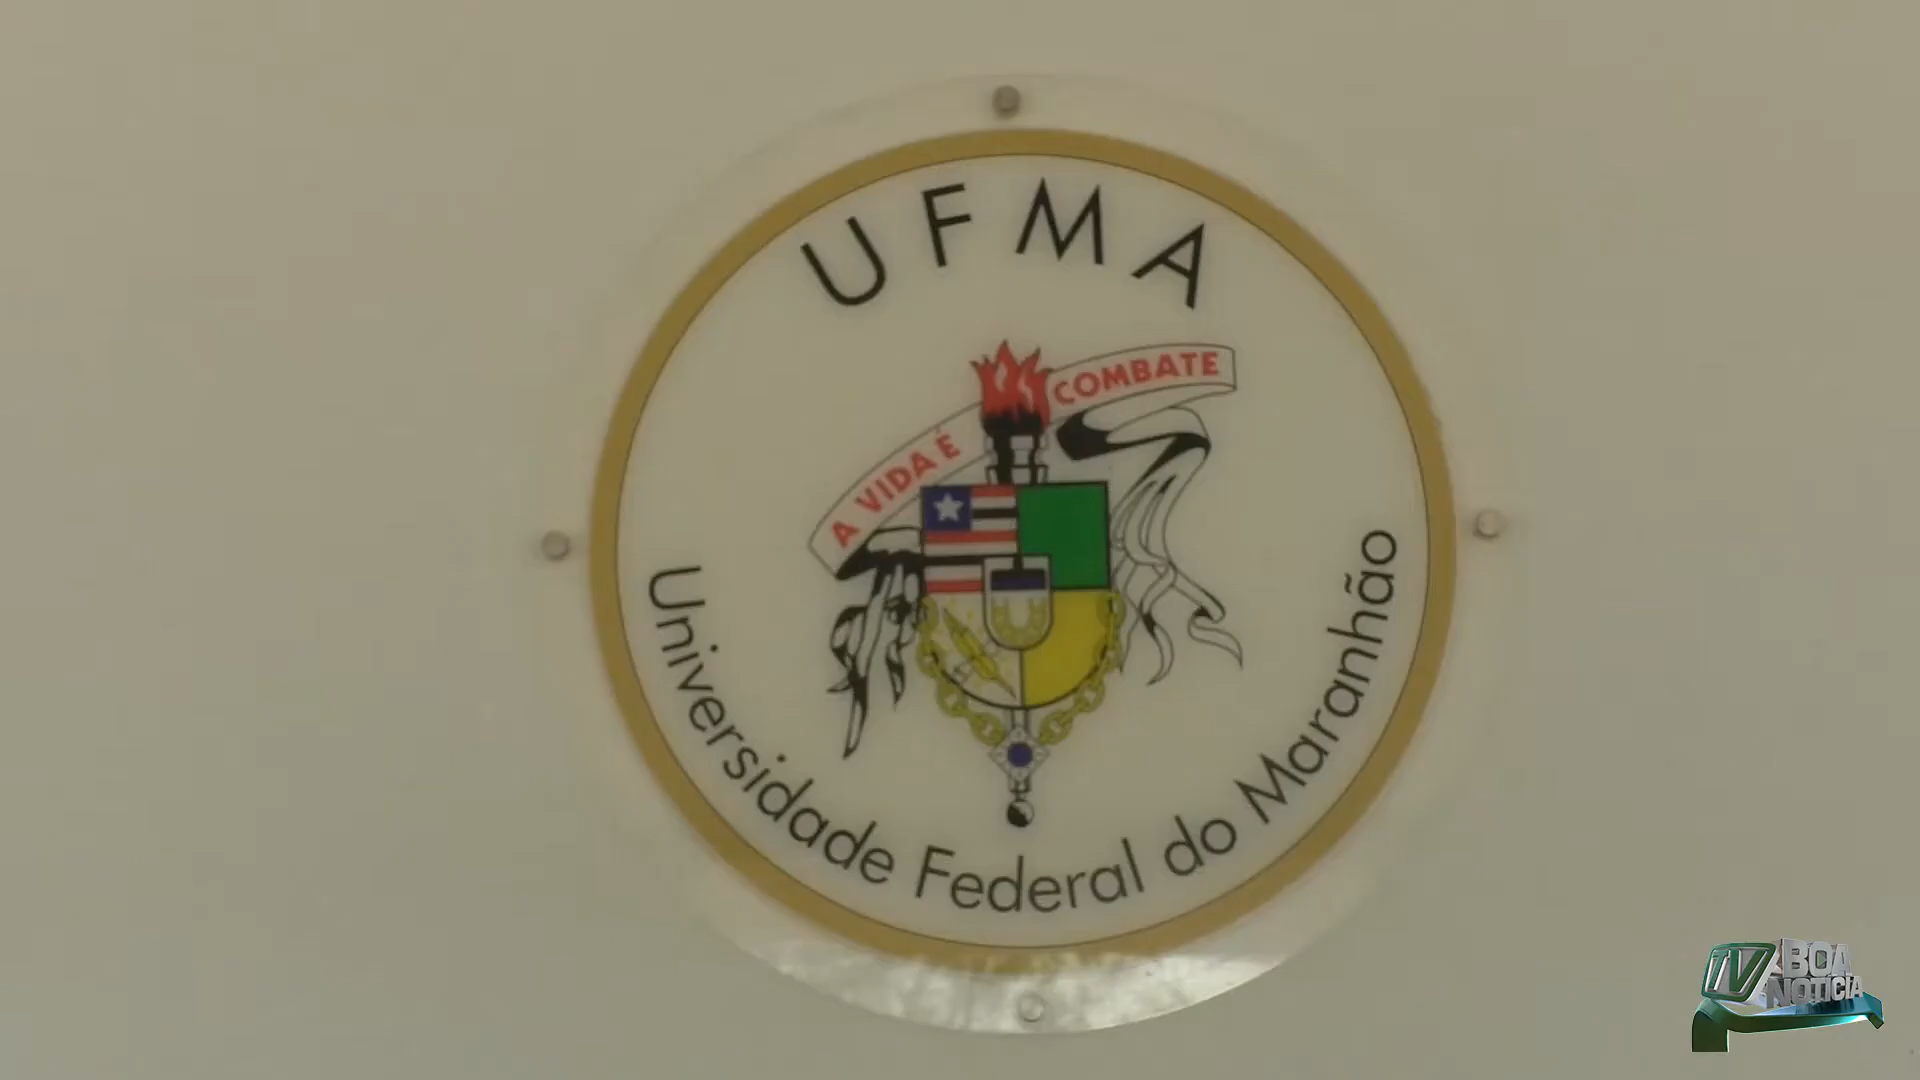 UFMA
A VIDA É COMBATE
Universidade Federal do Maranhão
TV BOA
NOTÍCIA